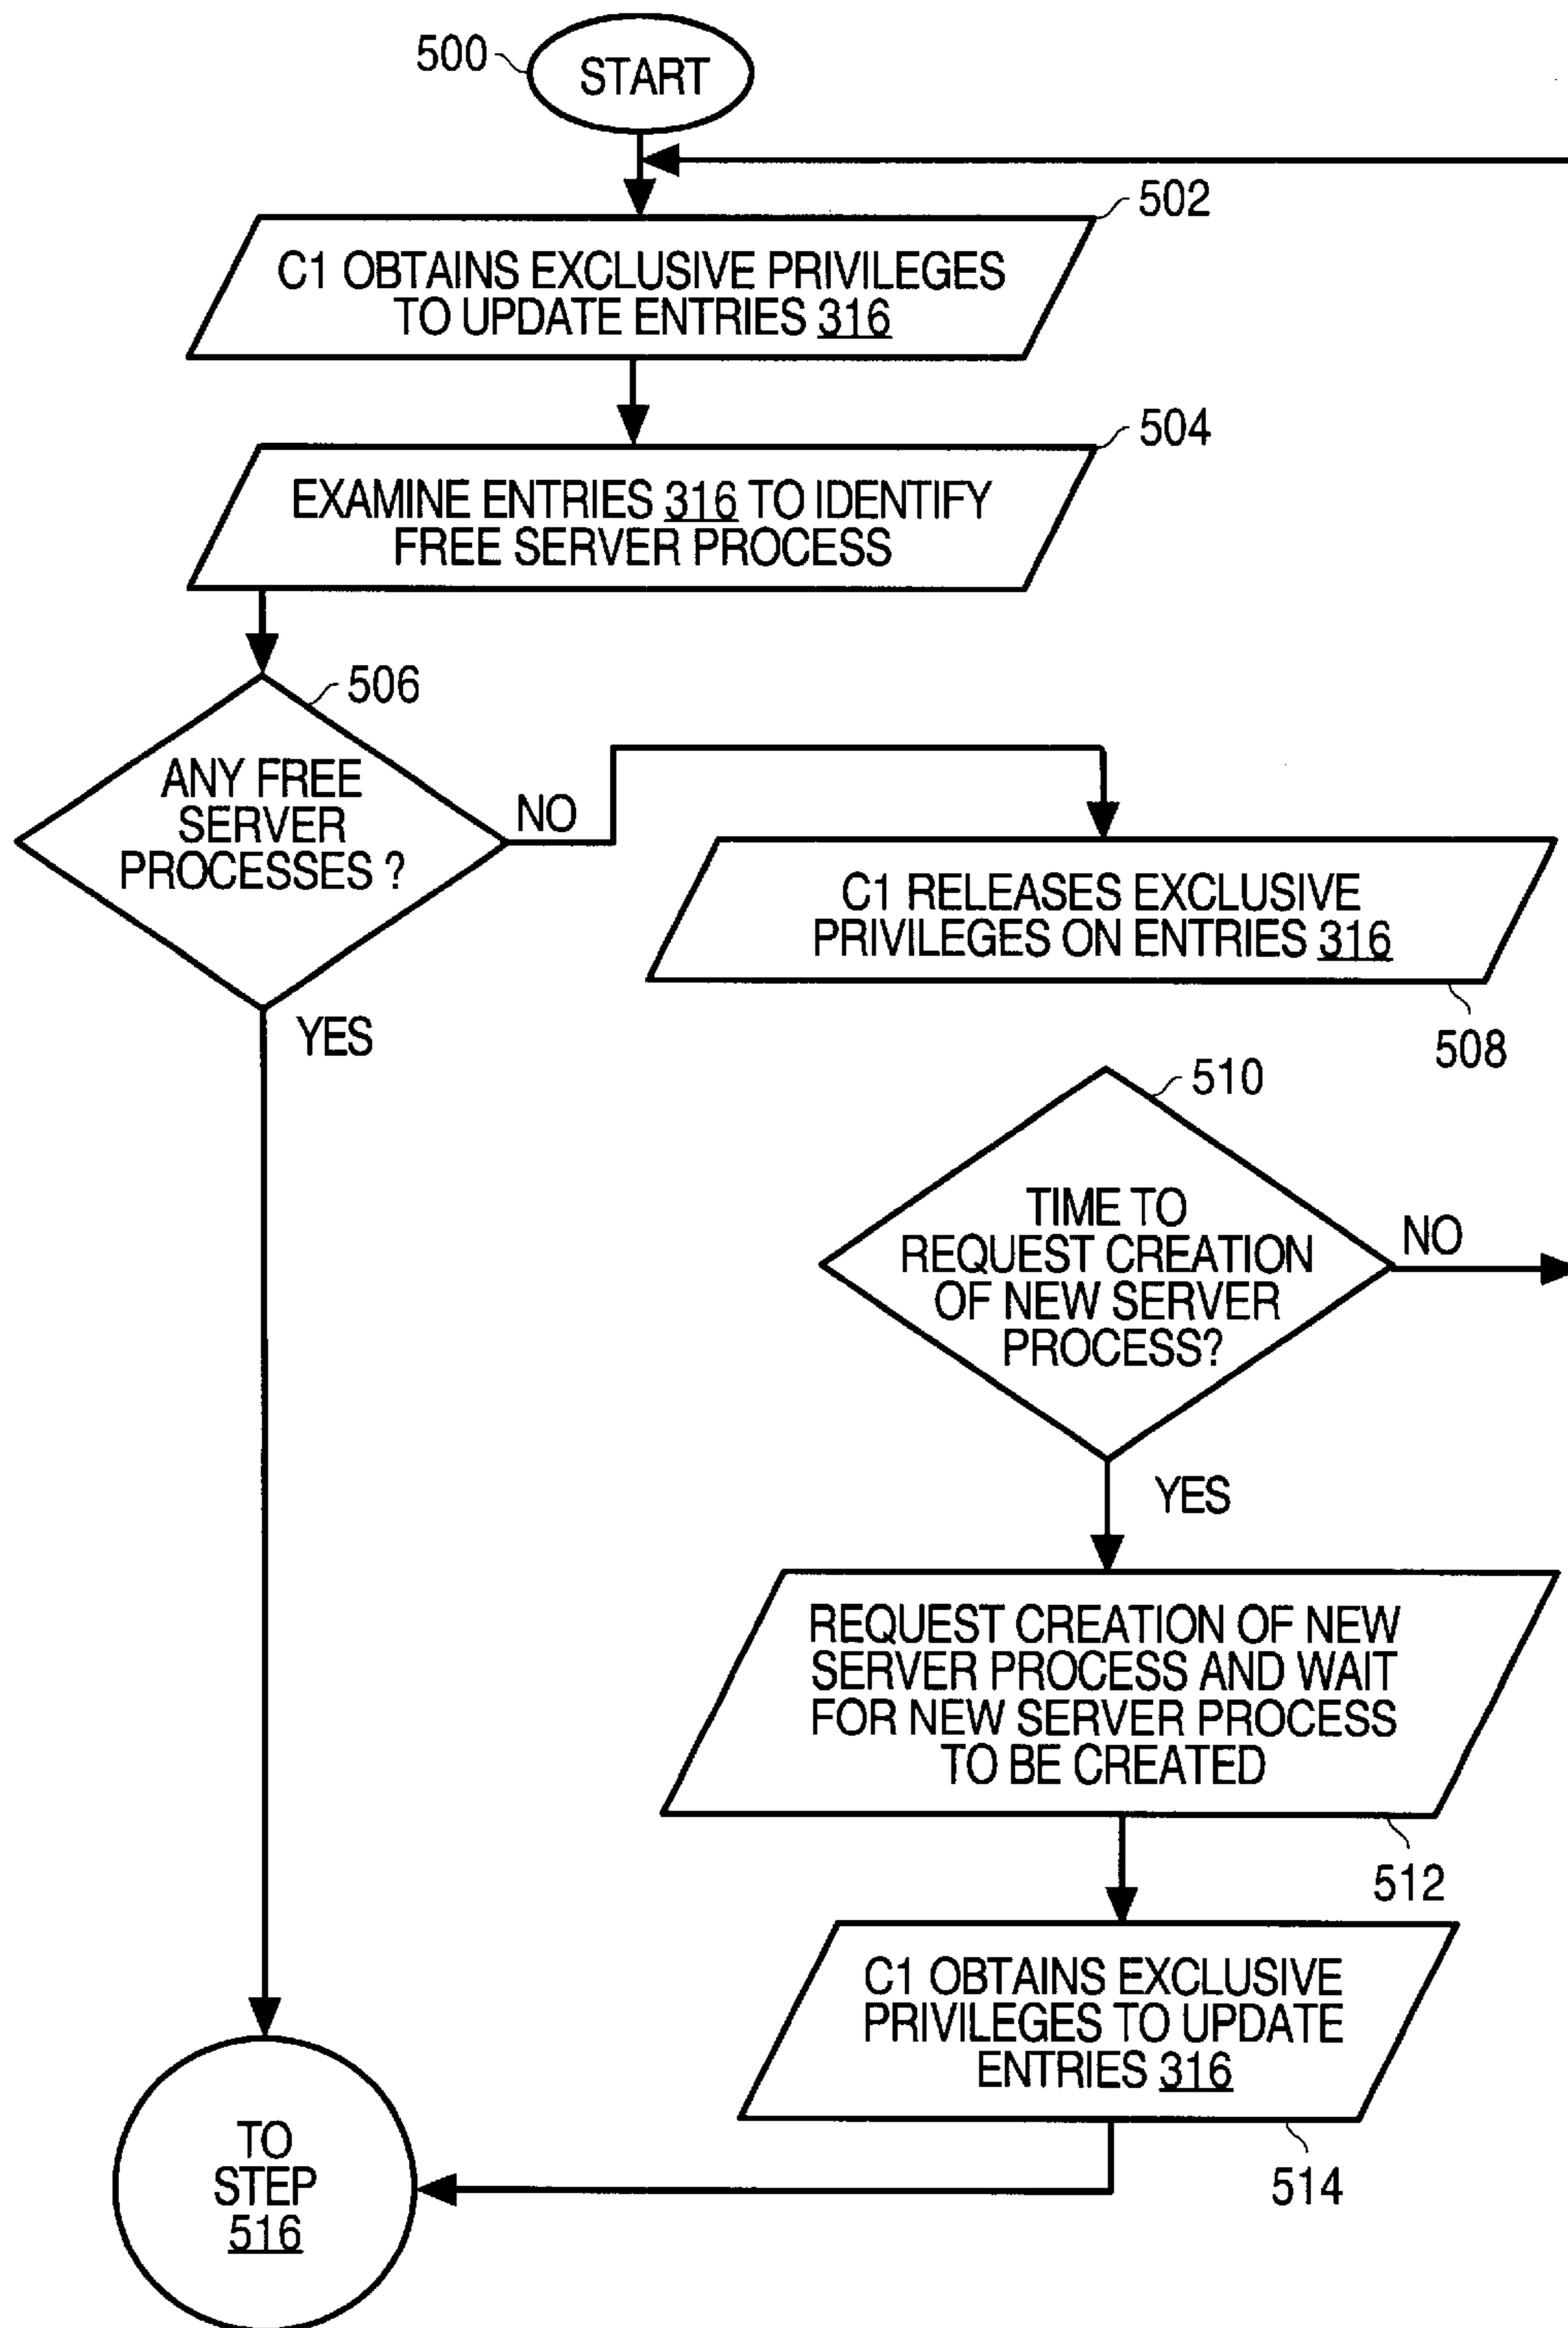 500
START
502
C1 OBTAINS EXCLUSIVE PRIVILEGES
TO UPDATE ENTRIES 316
504
EXAMINE ENTRIES 316 TO IDENTIFY
FREE SERVER PROCESS
506
ANY FREE
SERVER
PROCESSES ?
NO
YES
C1 RELEASES EXCLUSIVE
PRIVILEGES ON ENTRIES 316
508
510
TIME TO
REQUEST CREATION
OF NEW SERVER
PROCESS?
NO
YES
REQUEST CREATION OF NEW
SERVER PROCESS AND WAIT
FOR NEW SERVER PROCESS
TO BE CREATED
512
C1 OBTAINS EXCLUSIVE
PRIVILEGES TO UPDATE
ENTRIES 316
514
TO
STEP
516